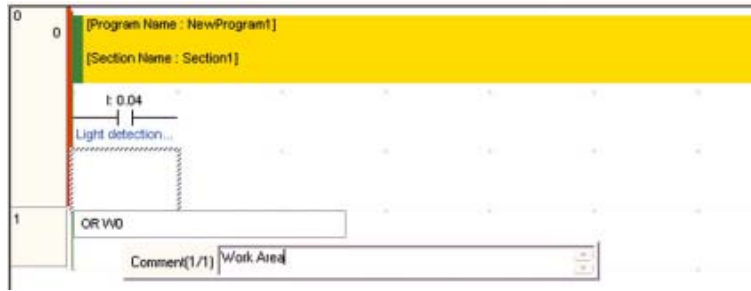 0
0
[Program Name : NewProgram1]
[Section Name : Section1]
I: 0.04
Light detection...
1
OR W0
Comment(1/1) Work Area